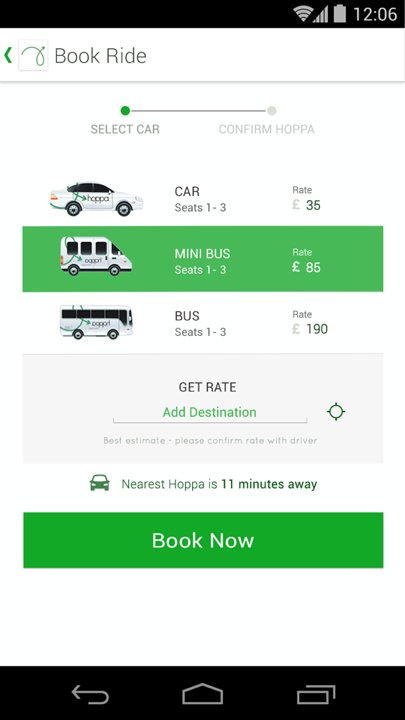 12:06
Book Ride
SELECT CAR
CONFIRM HOPPA
hoppa
CAR
Seats 1- 3
Rate
£ 35
MINI BUS
Seats 1- 3
Rate
£ 85
BUS
Seats 1- 3
Rate
£ 190
GET RATE
Add Destination
Best estimate - please confirm rate with driver
Nearest Hoppa is 11 minutes away
Book Now